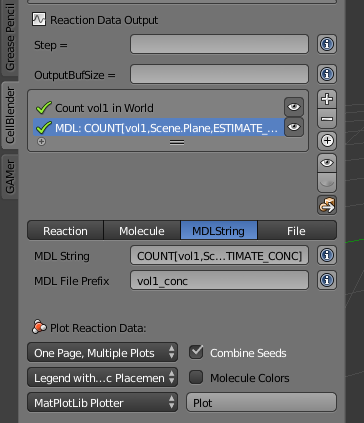 Grease Pencil
CellBlender
GAMer
Reaction Data Output
Step =
OutputBufSize =
Count vol1 in World
MDL: COUNT[vol1,Scene.Plane,ESTIMATE_...
Reaction Molecule MDLString File
MDL String COUNT[vol1,Sc...TIMATE_CONC]
MDL File Prefix vol1_conc
Plot Reaction Data:
One Page, Multiple Plots Combine Seeds
Legend with...c Placemen Molecule Colors
MatPlotLib Plotter Plot